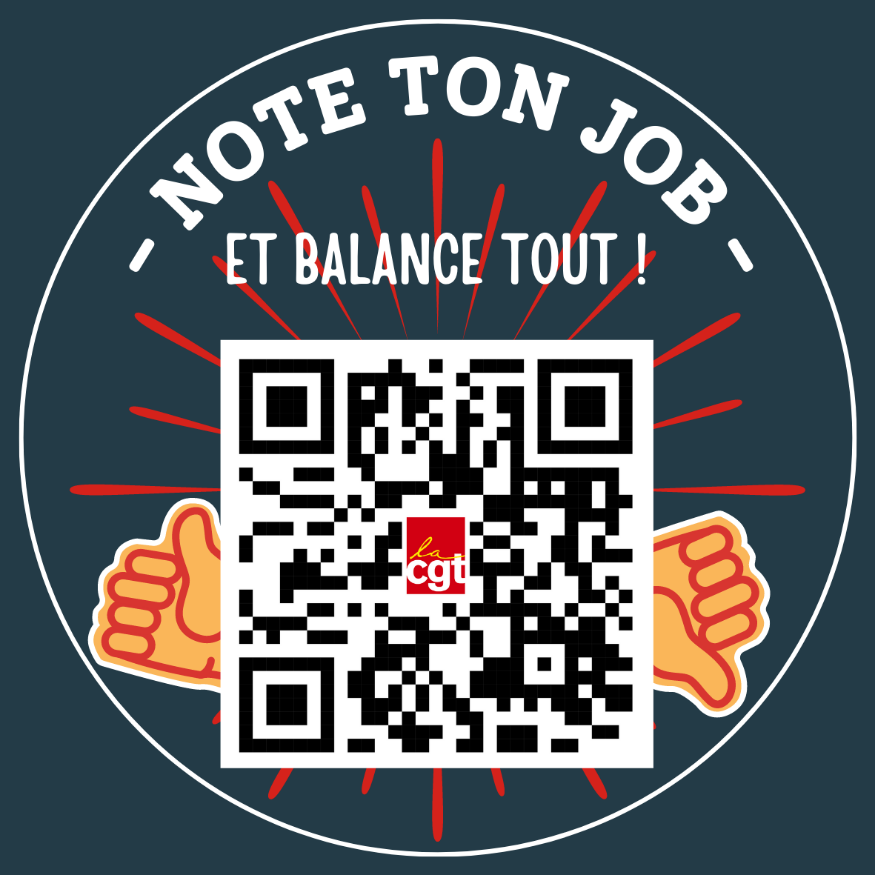 - NOTE TON JOB -
ET BALANCE TOUT !
la
cgt